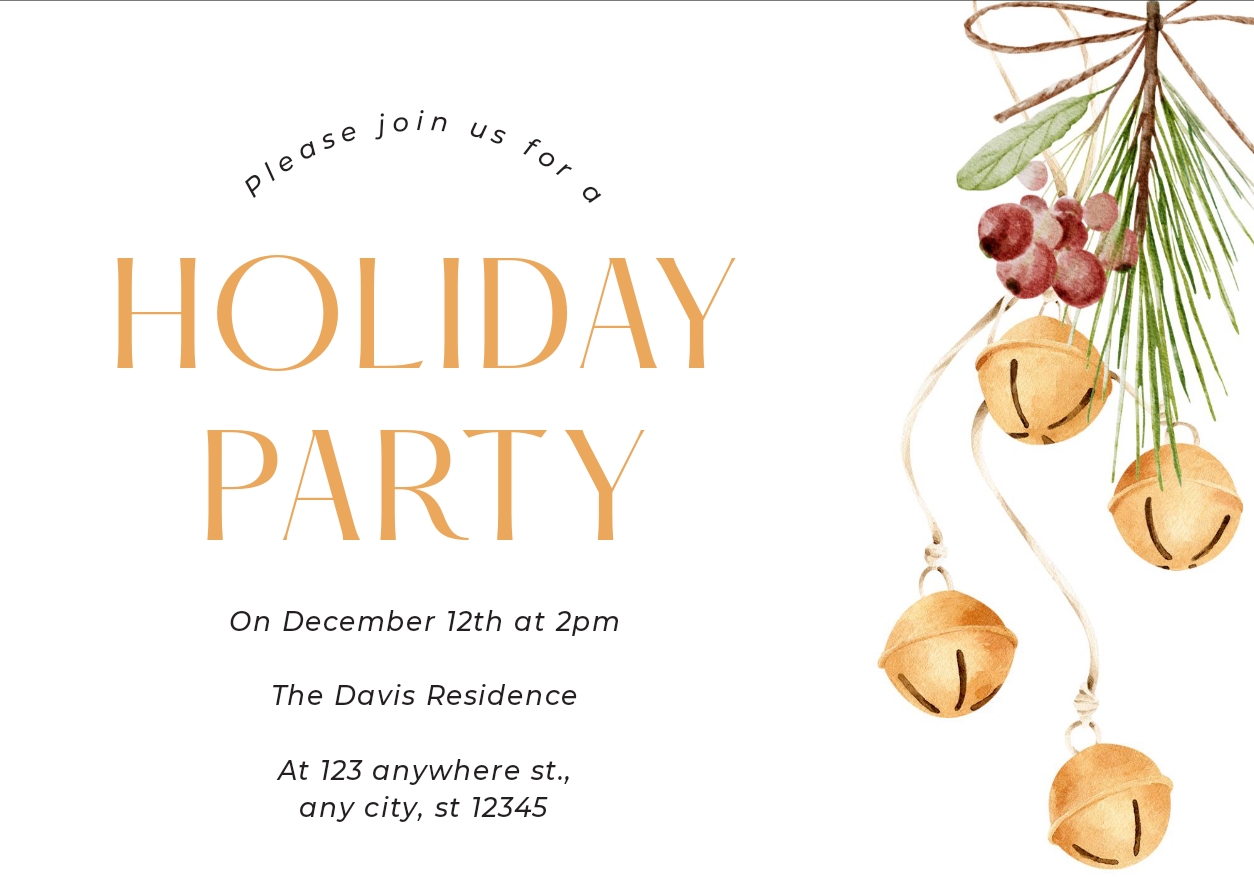 Please join us for a
HOLIDAY
PARTY
On December 12th at 2pm
The Davis Residence
At 123 anywhere st.,
any city, st 12345